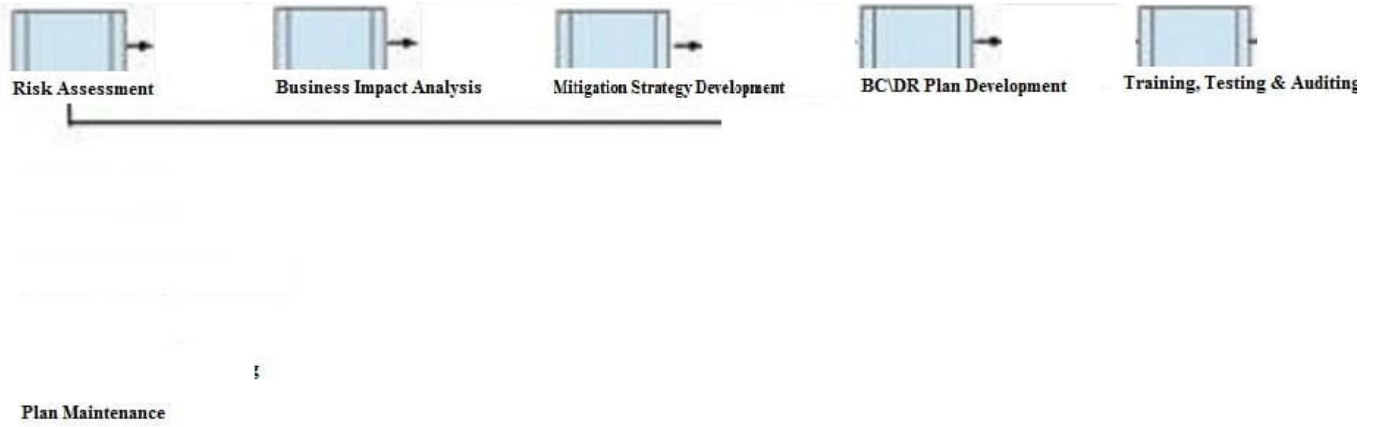 Risk Assessment
Business Impact Analysis
Mitigation Strategy Development
BC\DR Plan Development
Training, Testing & Auditing
Plan Maintenance